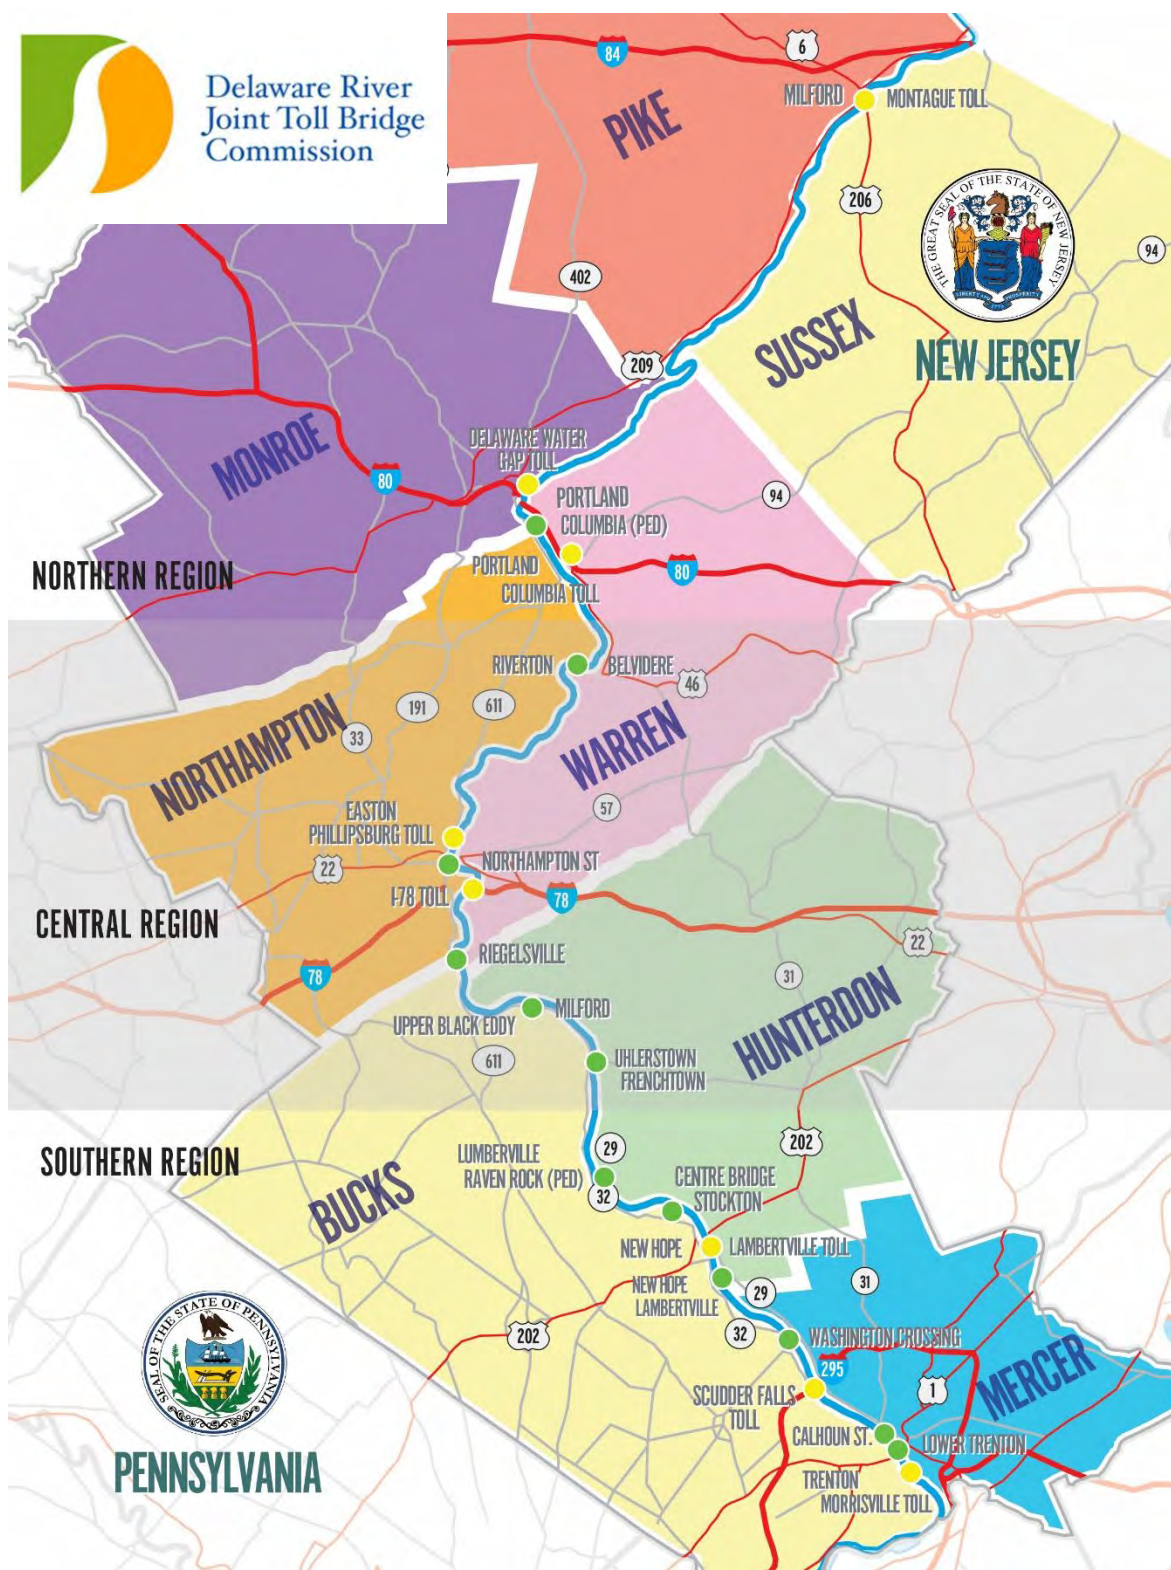 Delaware River
Joint Toll Bridge
Commission
84
6
MILFORD
MONTAGUE TOLL
PIKE
206
THE GREAT SEAL OF THE STATE OF NEW JERSEY
LIBERTY AND PROSPERITY
1776
94
402
SUSSEX
NEW JERSEY
209
MONROE
DELAWARE WATER
GAP TOLL
80
94
PORTLAND
COLUMBIA (PED)
NORTHERN REGION
PORTLAND
COLUMBIA TOLL
80
RIVERTON
BELVIDERE
46
191
611
33
NORTHAMPTON
WARREN
57
EASTON
PHILLIPSBURG TOLL
22
NORTHAMPTON ST
I-78 TOLL
78
CENTRAL REGION
22
RIEGELSVILLE
78
31
HUNTERDON
MILFORD
UPPER BLACK EDDY
611
UHLERSTOWN
FRENCHTOWN
SOUTHERN REGION
29
202
LUMBERVILLE
RAVEN ROCK (PED)
32
CENTRE BRIDGE
STOCKTON
BUCKS
NEW HOPE
LAMBERTVILLE TOLL
NEW HOPE
LAMBERTVILLE
29
31
32
202
WASHINGTON CROSSING
295
SEAL OF THE STATE OF PENNSYLVANIA
PENNSYLVANIA
SCUDDER FALLS
TOLL
1
MERCER
CALHOUN ST.
LOWER TRENTON
TRENTON
MORRISVILLE TOLL